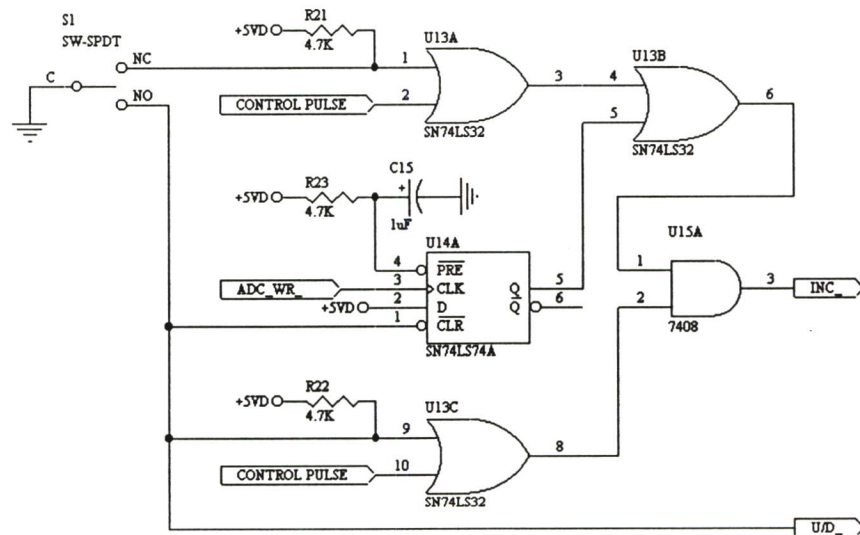 S1
SW-SPDT
C
NC
NO
+5VD
R21
4.7K
1
CONTROL PULSE
2
U13A
3
SN74LS32
U13B
4
5
6
SN74LS32
+5VD
R23
4.7K
C15
+
1uF
U14A
4
PRE
ADC_WR_
3
CLK
+5VD
2
D
1
CLR
Q
5
Q
6
SN74LS74A
U15A
1
2
3
7408
INC_
+5VD
R22
4.7K
U13C
9
CONTROL PULSE
10
8
SN74LS32
U/D_